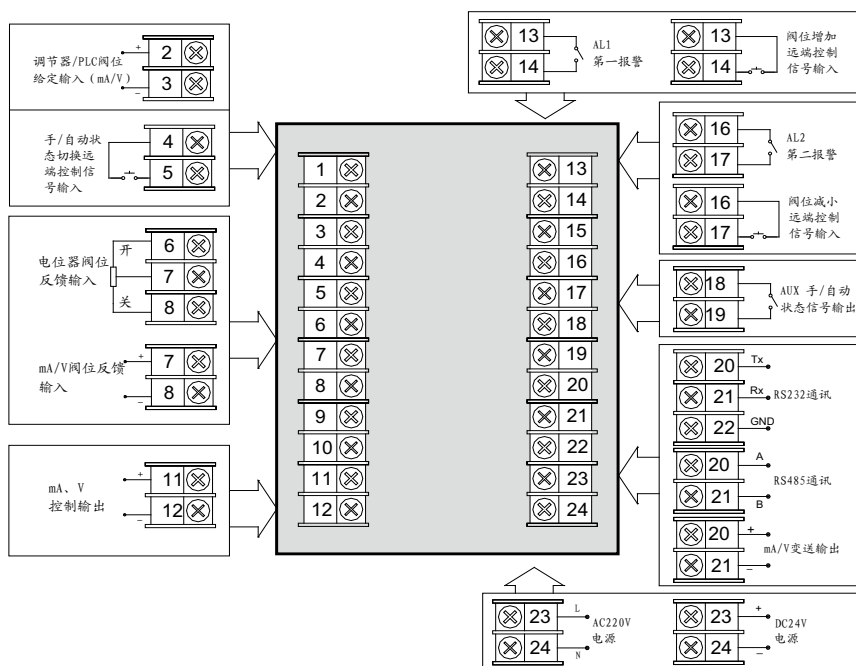 +
调节器/PLC阀位
给定输入(mA/V)
−
2
3
手/自动状
态切换远
端控制信
号输入
4
5
电位器阀位
反馈输入
开
关
6
7
8
mA/V阀位反馈
输入
+
−
7
8
mA、V
控制输出
+
−
11
12
1
2
3
4
5
6
7
8
9
10
11
12
13
14
15
16
17
18
19
20
21
22
23
24
13
14
AL1
第一报警
13
14
阀位增加
远端控制
信号输入
16
17
AL2
第二报警
16
17
阀位减小
远端控制
信号输入
18
19
AUX 手/自动
状态信号输出
20 Tx
21 Rx
22 GND
RS232通讯
20 A
21 B
RS485通讯
20 +
21 −
mA/V变送输出
23 L
24 N
AC220V
电源
23 +
24 −
DC24V
电源